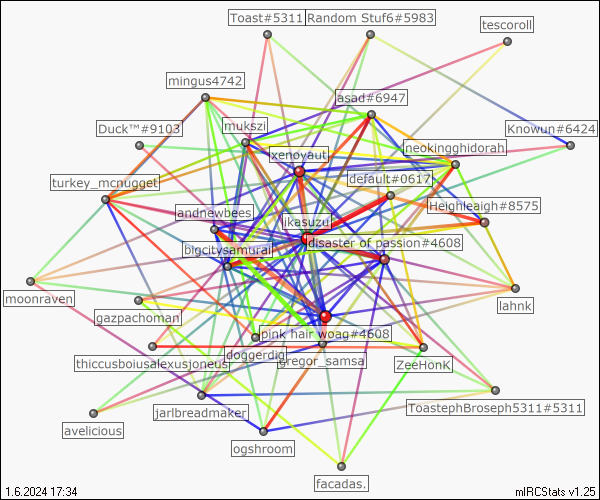 Toast#5311
Random Stuf6#5983
tescoroll
mingus4742
asad#6947
Duck™#9103
mukszi
Knowun#6424
neokingghidorah
xenovaut
turkey_mcnugget
default#0617
andnewbees
Heighleaigh#8575
likasuzu
bigcitysamurai
disaster of passion#4608
moonraven
lahnk
gazpachoman
pink hair woag#4608
thiccusboiusalexusjoneus
doggerdig
gregor_samsa
ZeeHonK
jarlbreadmaker
ToastephBroseph5311#5311
avelicious
ogshroom
facadas.
1.6.2024 17:34
mIRCStats v1.25